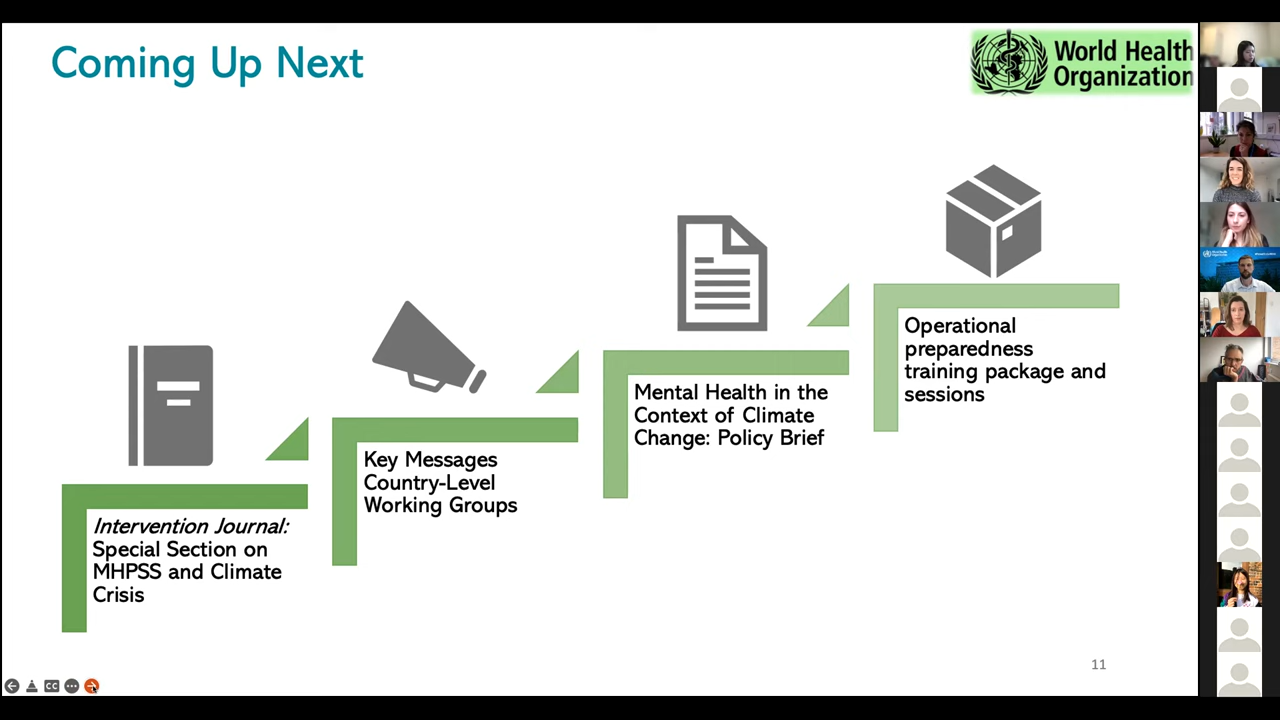 Coming Up Next
World Health
Organization
Intervention Journal:
Special Section on
MHPSS and Climate
Crisis
Key Messages
Country-Level
Working Groups
Mental Health in the
Context of Climate
Change: Policy Brief
Operational
preparedness
training package and
sessions
11
CC